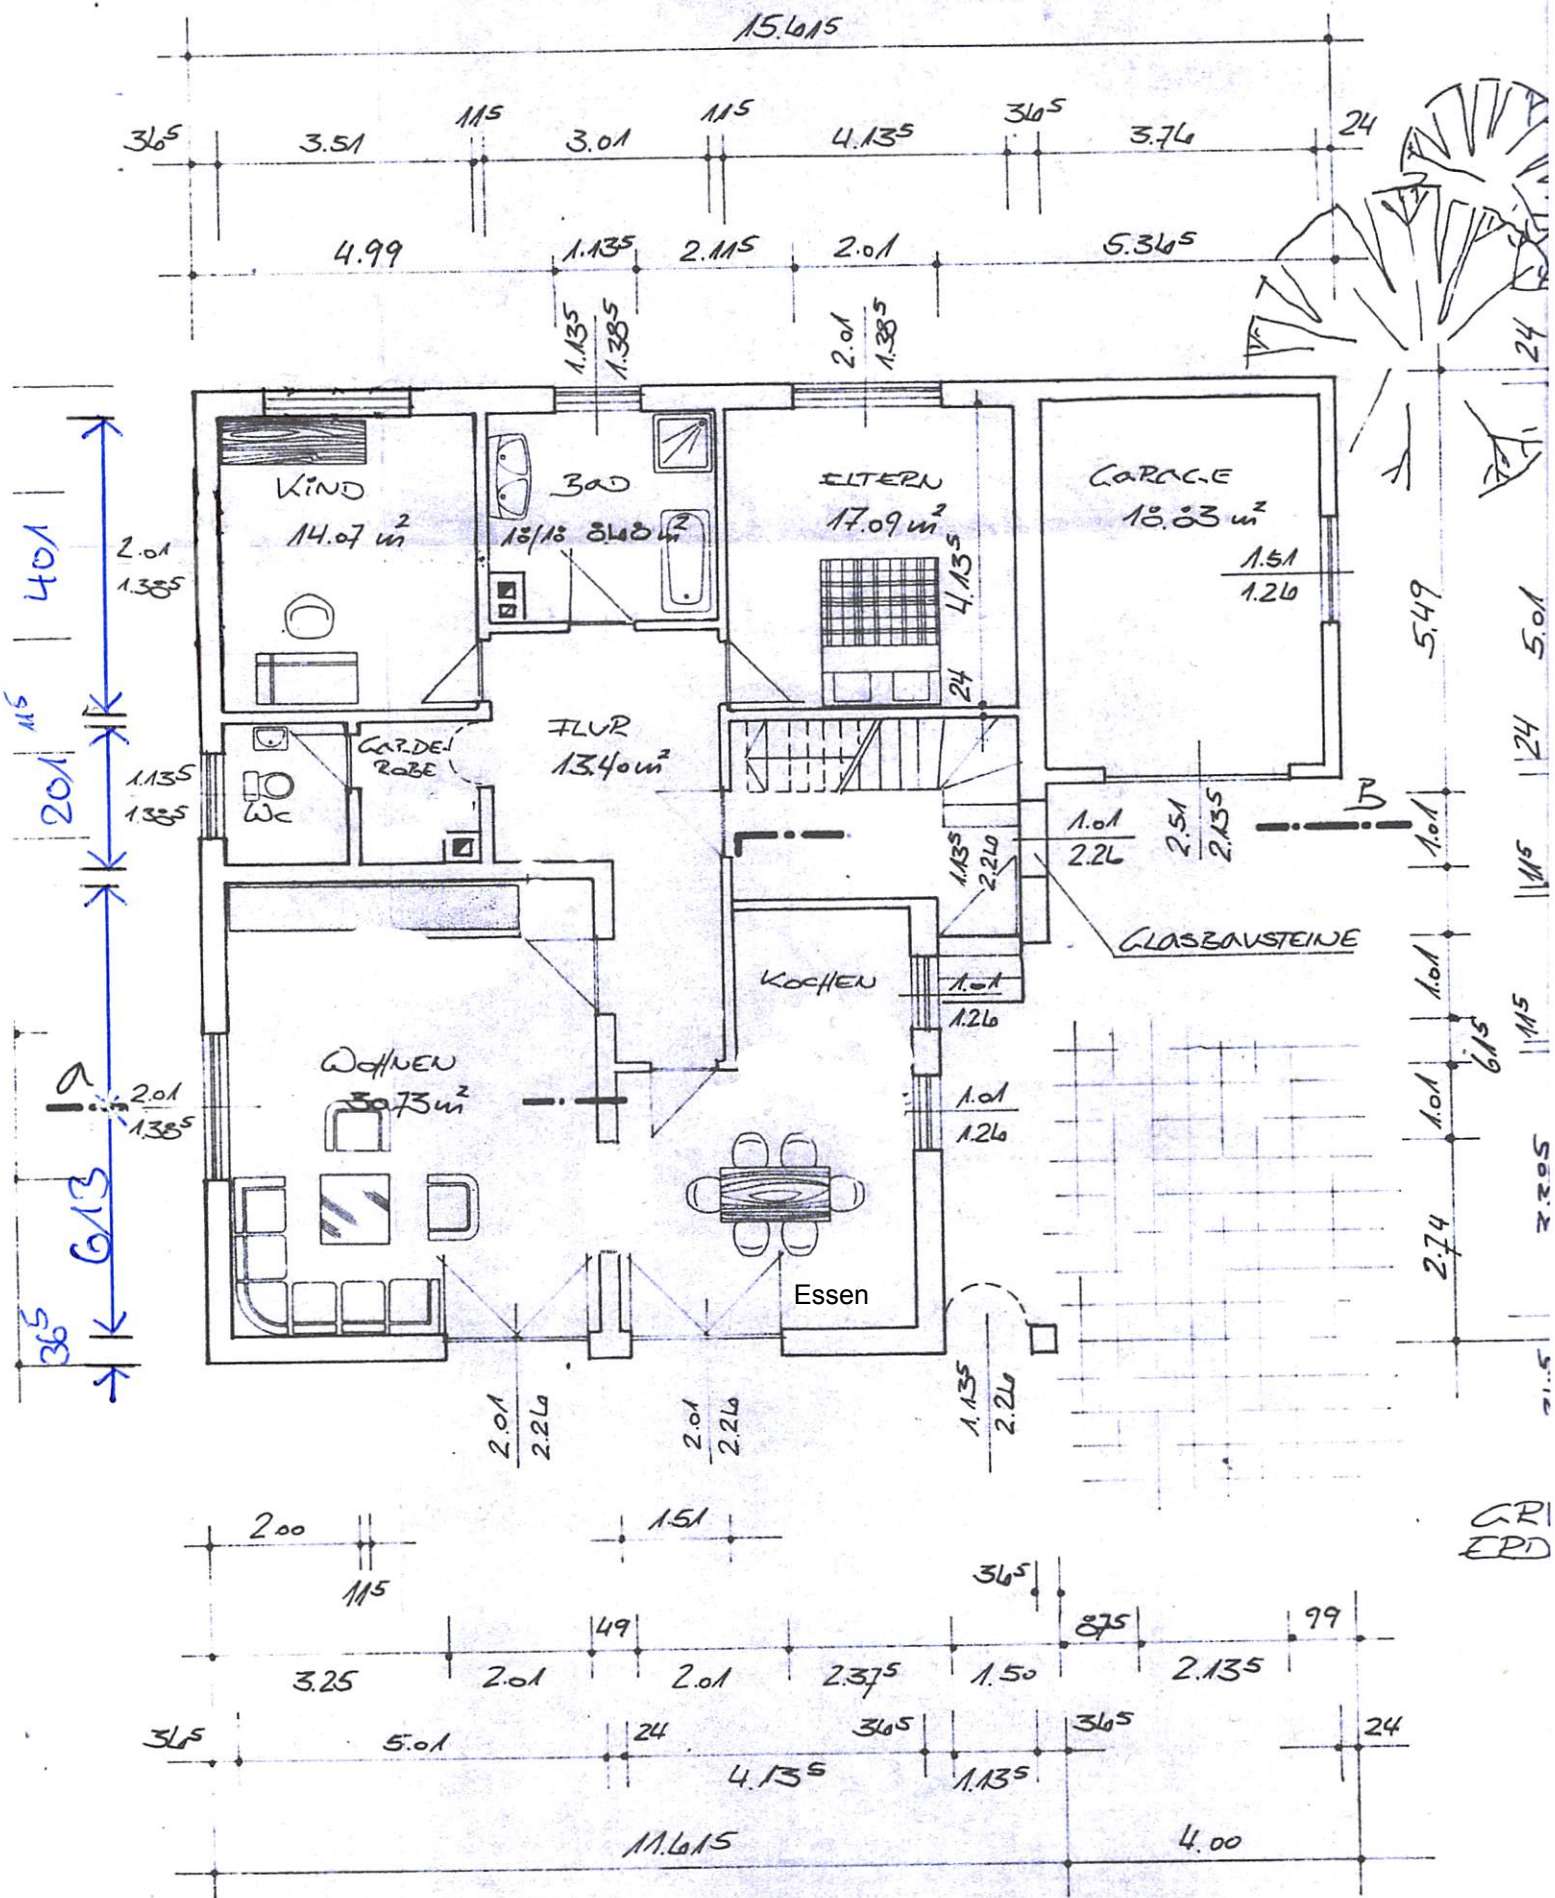 15.615
36⁵ 3.51 11⁵ 3.01 11⁵ 4.13⁵ 36⁵ 3.76 24
4.99 1.13⁵ 2.11⁵ 2.01 5.36⁵
1.13⁵
1.38⁵
2.01
1.38⁵
24
KIND
14.07 m²
BAD
18/18 8.68 m²
ELTERN
17.09 m²
4.13⁵
24
GARAGE
18.83 m²
1.51
1.26
401
2.01
1.38⁵
5.49
5.01
11⁵
FLUR
13.40 m²
GARDE-
ROBE
WC
201
1.13⁵
1.38⁵
24
1.13⁵
2.26
1.01
2.26
2.51
2.13⁵
B
1.01
11⁵
GLASBAUSTEINE
KOCHEN
1.01
1.26
1.01
11⁵
61⁵
WOHNEN
30.73 m²
a
2.01
1.38⁵
1.01
1.26
1.01
613
2.74
Essen
36⁵
2.01
2.26
2.01
2.26
1.13⁵
2.26
2.00 1.51
11⁵
GR
ERD
36⁵
49 87⁵ 99
3.25 2.01 2.01 2.37⁵ 1.50 2.135
36⁵ 5.01 24 4.13⁵ 36⁵ 1.13⁵ 36⁵ 24
11.615 4.00